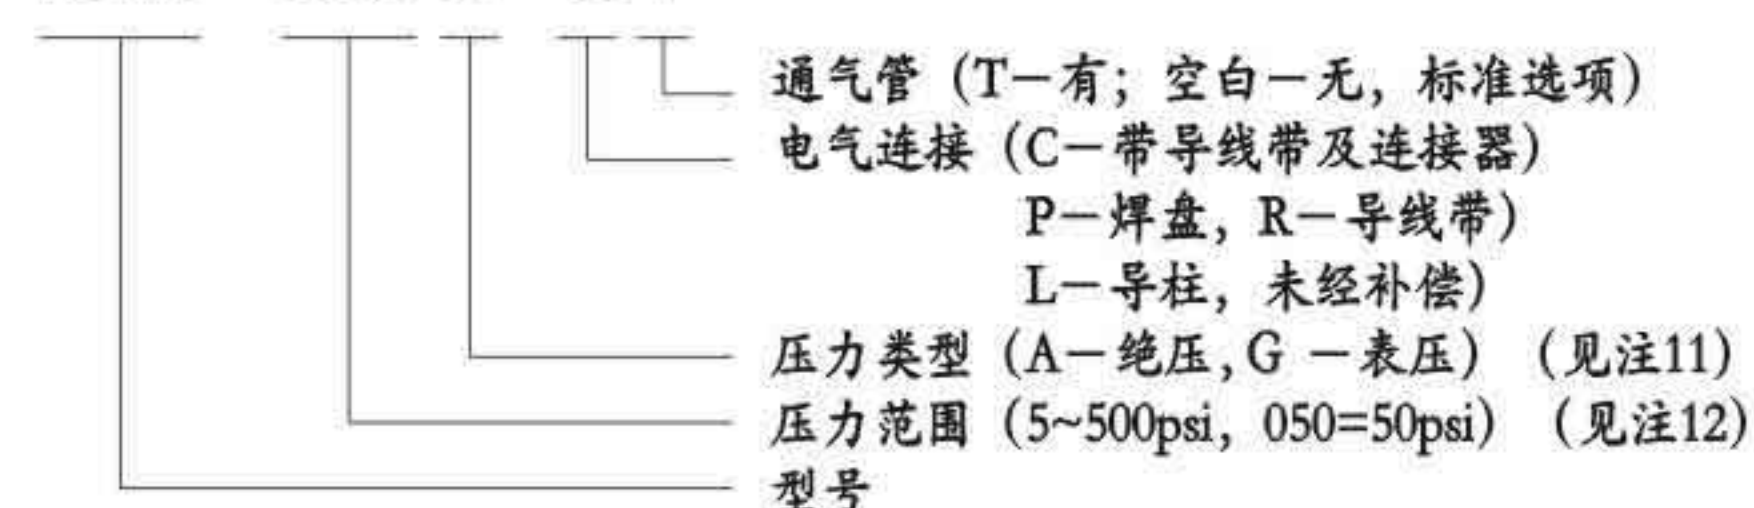 通气管（T－有；空白－无，标准选项）
电气连接（C－带导线带及连接器）
P－焊盘，R－导线带）
L－导柱，未经补偿）
压力类型（A－绝压,G －表压）（见注11）
压力范围（5~500psi，050=50psi）（见注12）
型号